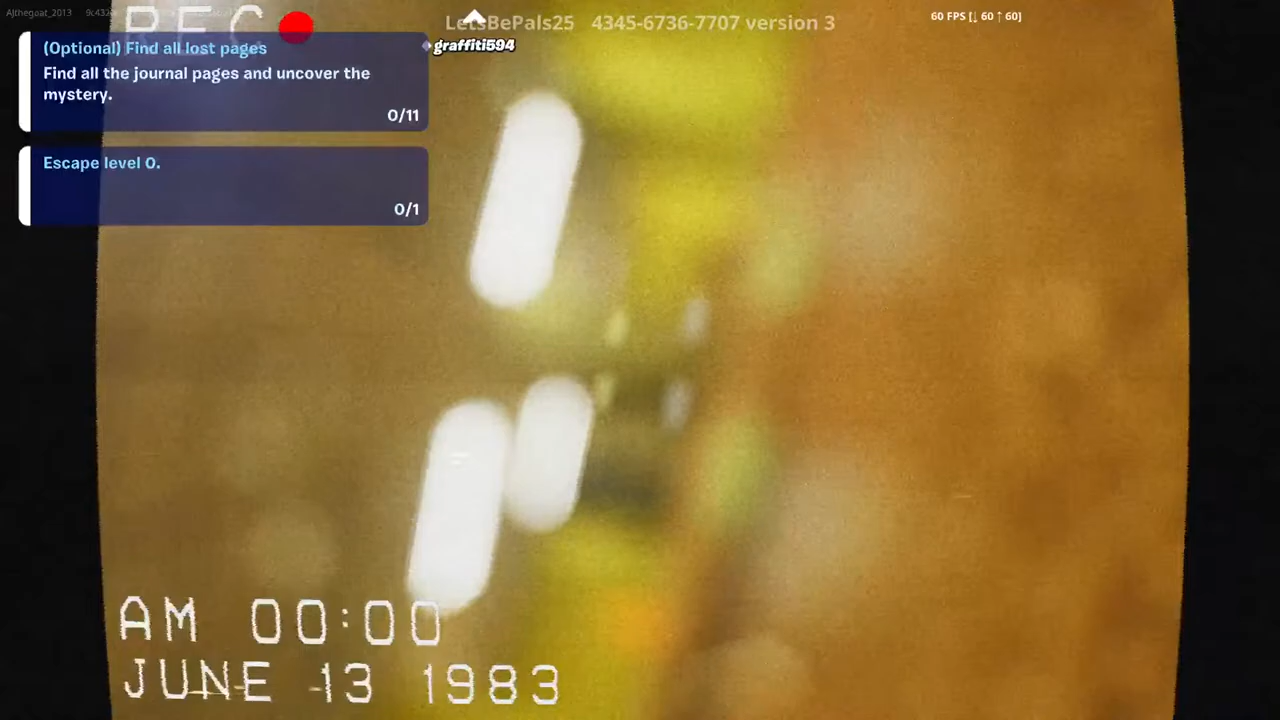 AJthegoat_2013
REC
LetsBePals25 4345-6736-7707 version 3
60 FPS [↓ 60 ↑ 60]
graffiti594
(Optional) Find all lost pages
Find all the journal pages and uncover the
mystery.
0/11
Escape level 0.
0/1
AM 00:00
JUNE 13 1983